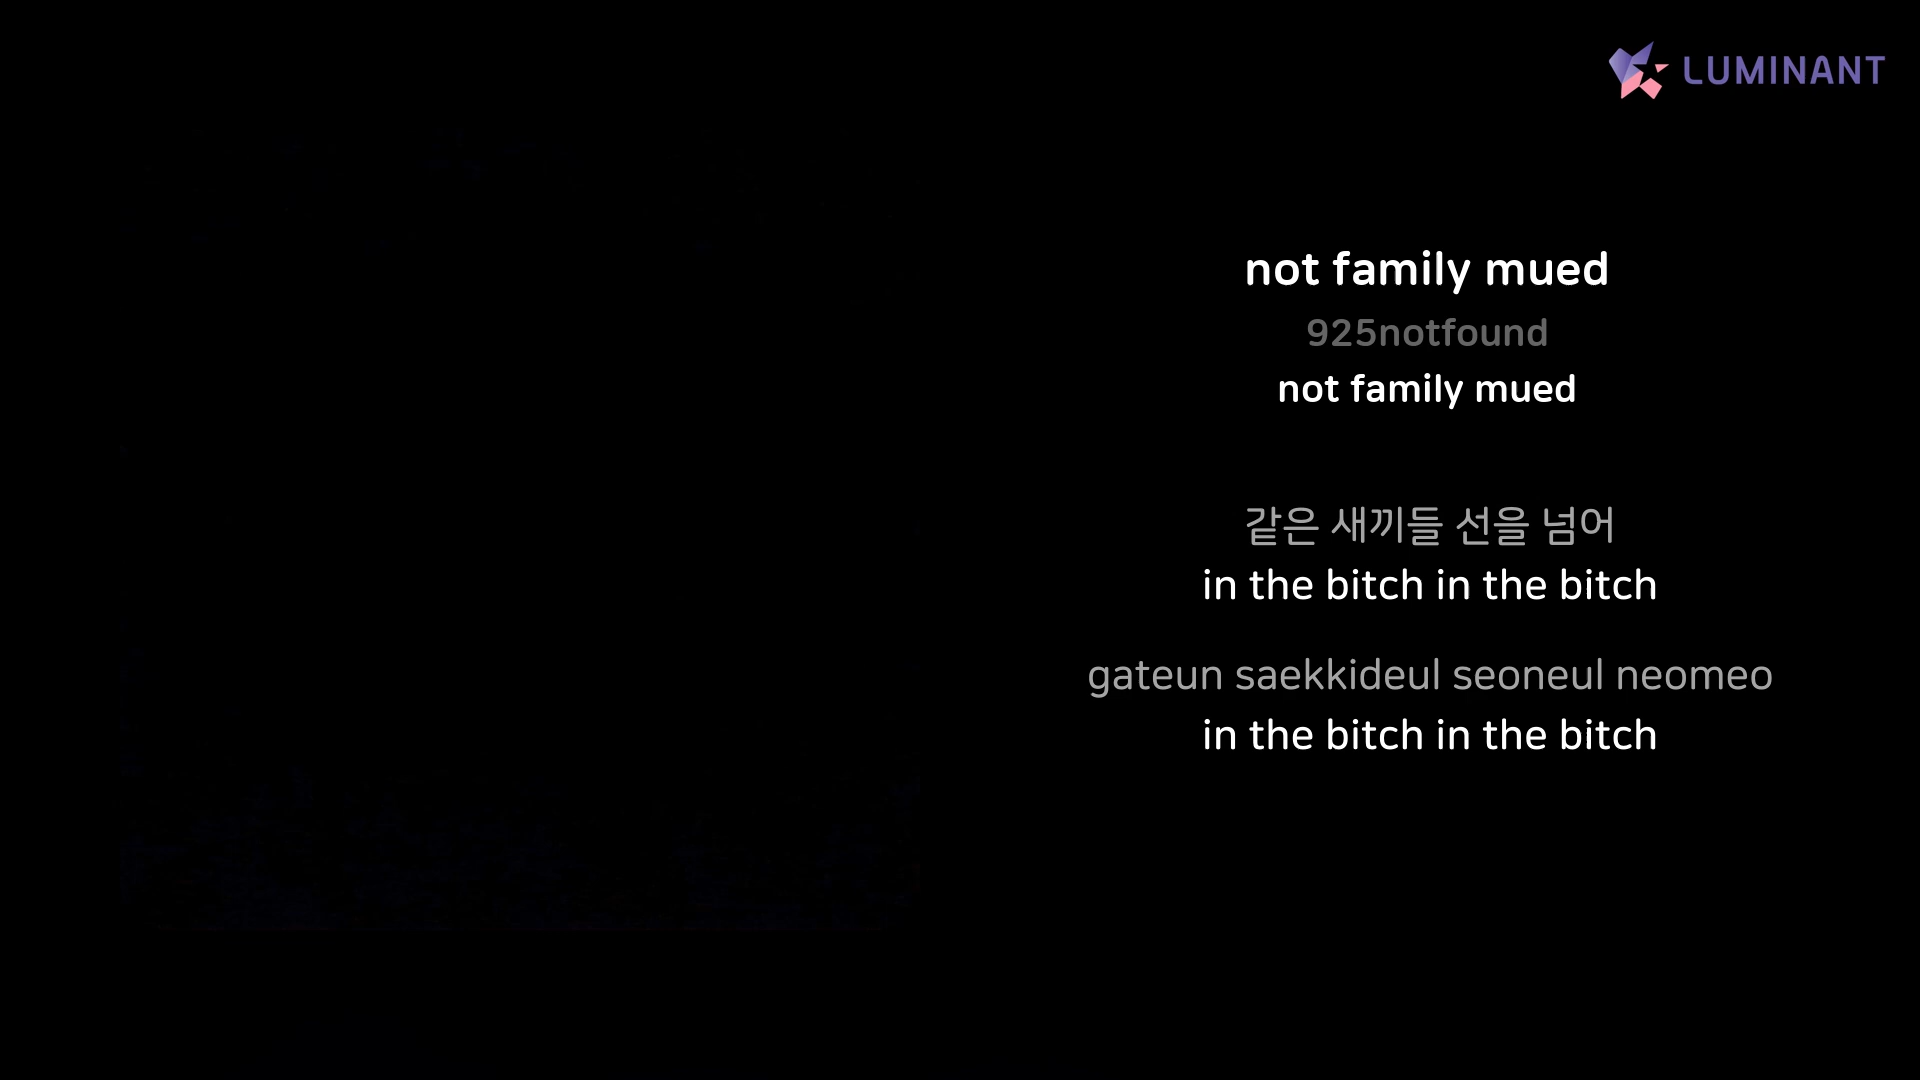 LUMINANT
not family mued
925notfound
not family mued
같은 새끼들 선을 넘어
in the bitch in the bitch
gateun saekkideul seoneul neomeo
in the bitch in the bitch